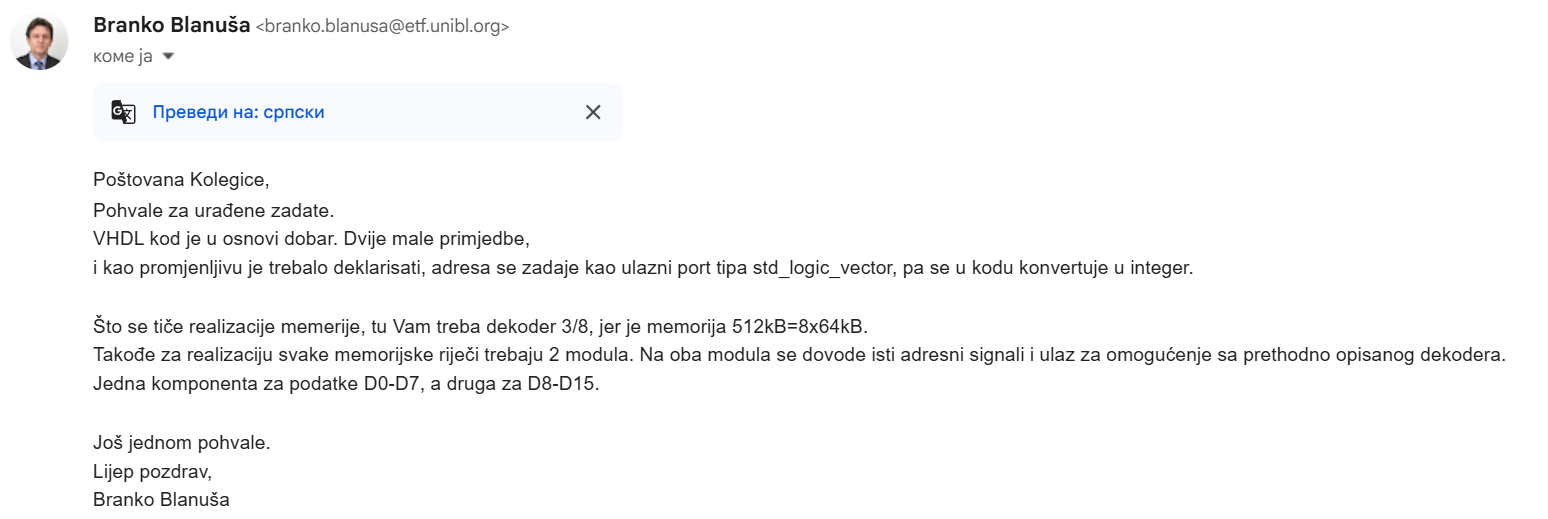 Branko Blanuša <branko.blanusa@etf.unibl.org>
коме ја
Преведи на: српски
Poštovana Kolegice,
Pohvale za urađene zadate.
VHDL kod je u osnovi dobar. Dvije male primjedbe,
i kao promjenljivu je trebalo deklarisati, adresa se zadaje kao ulazni port tipa std_logic_vector, pa se u kodu konvertuje u integer.
Što se tiče realizacije memerije, tu Vam treba dekoder 3/8, jer je memorija 512kB=8x64kB.
Takođe za realizaciju svake memorijske riječi trebaju 2 modula. Na oba modula se dovode isti adresni signali i ulaz za omogućenje sa prethodno opisanog dekodera.
Jedna komponenta za podatke D0-D7, a druga za D8-D15.
Još jednom pohvale.
Lijep pozdrav,
Branko Blanuša